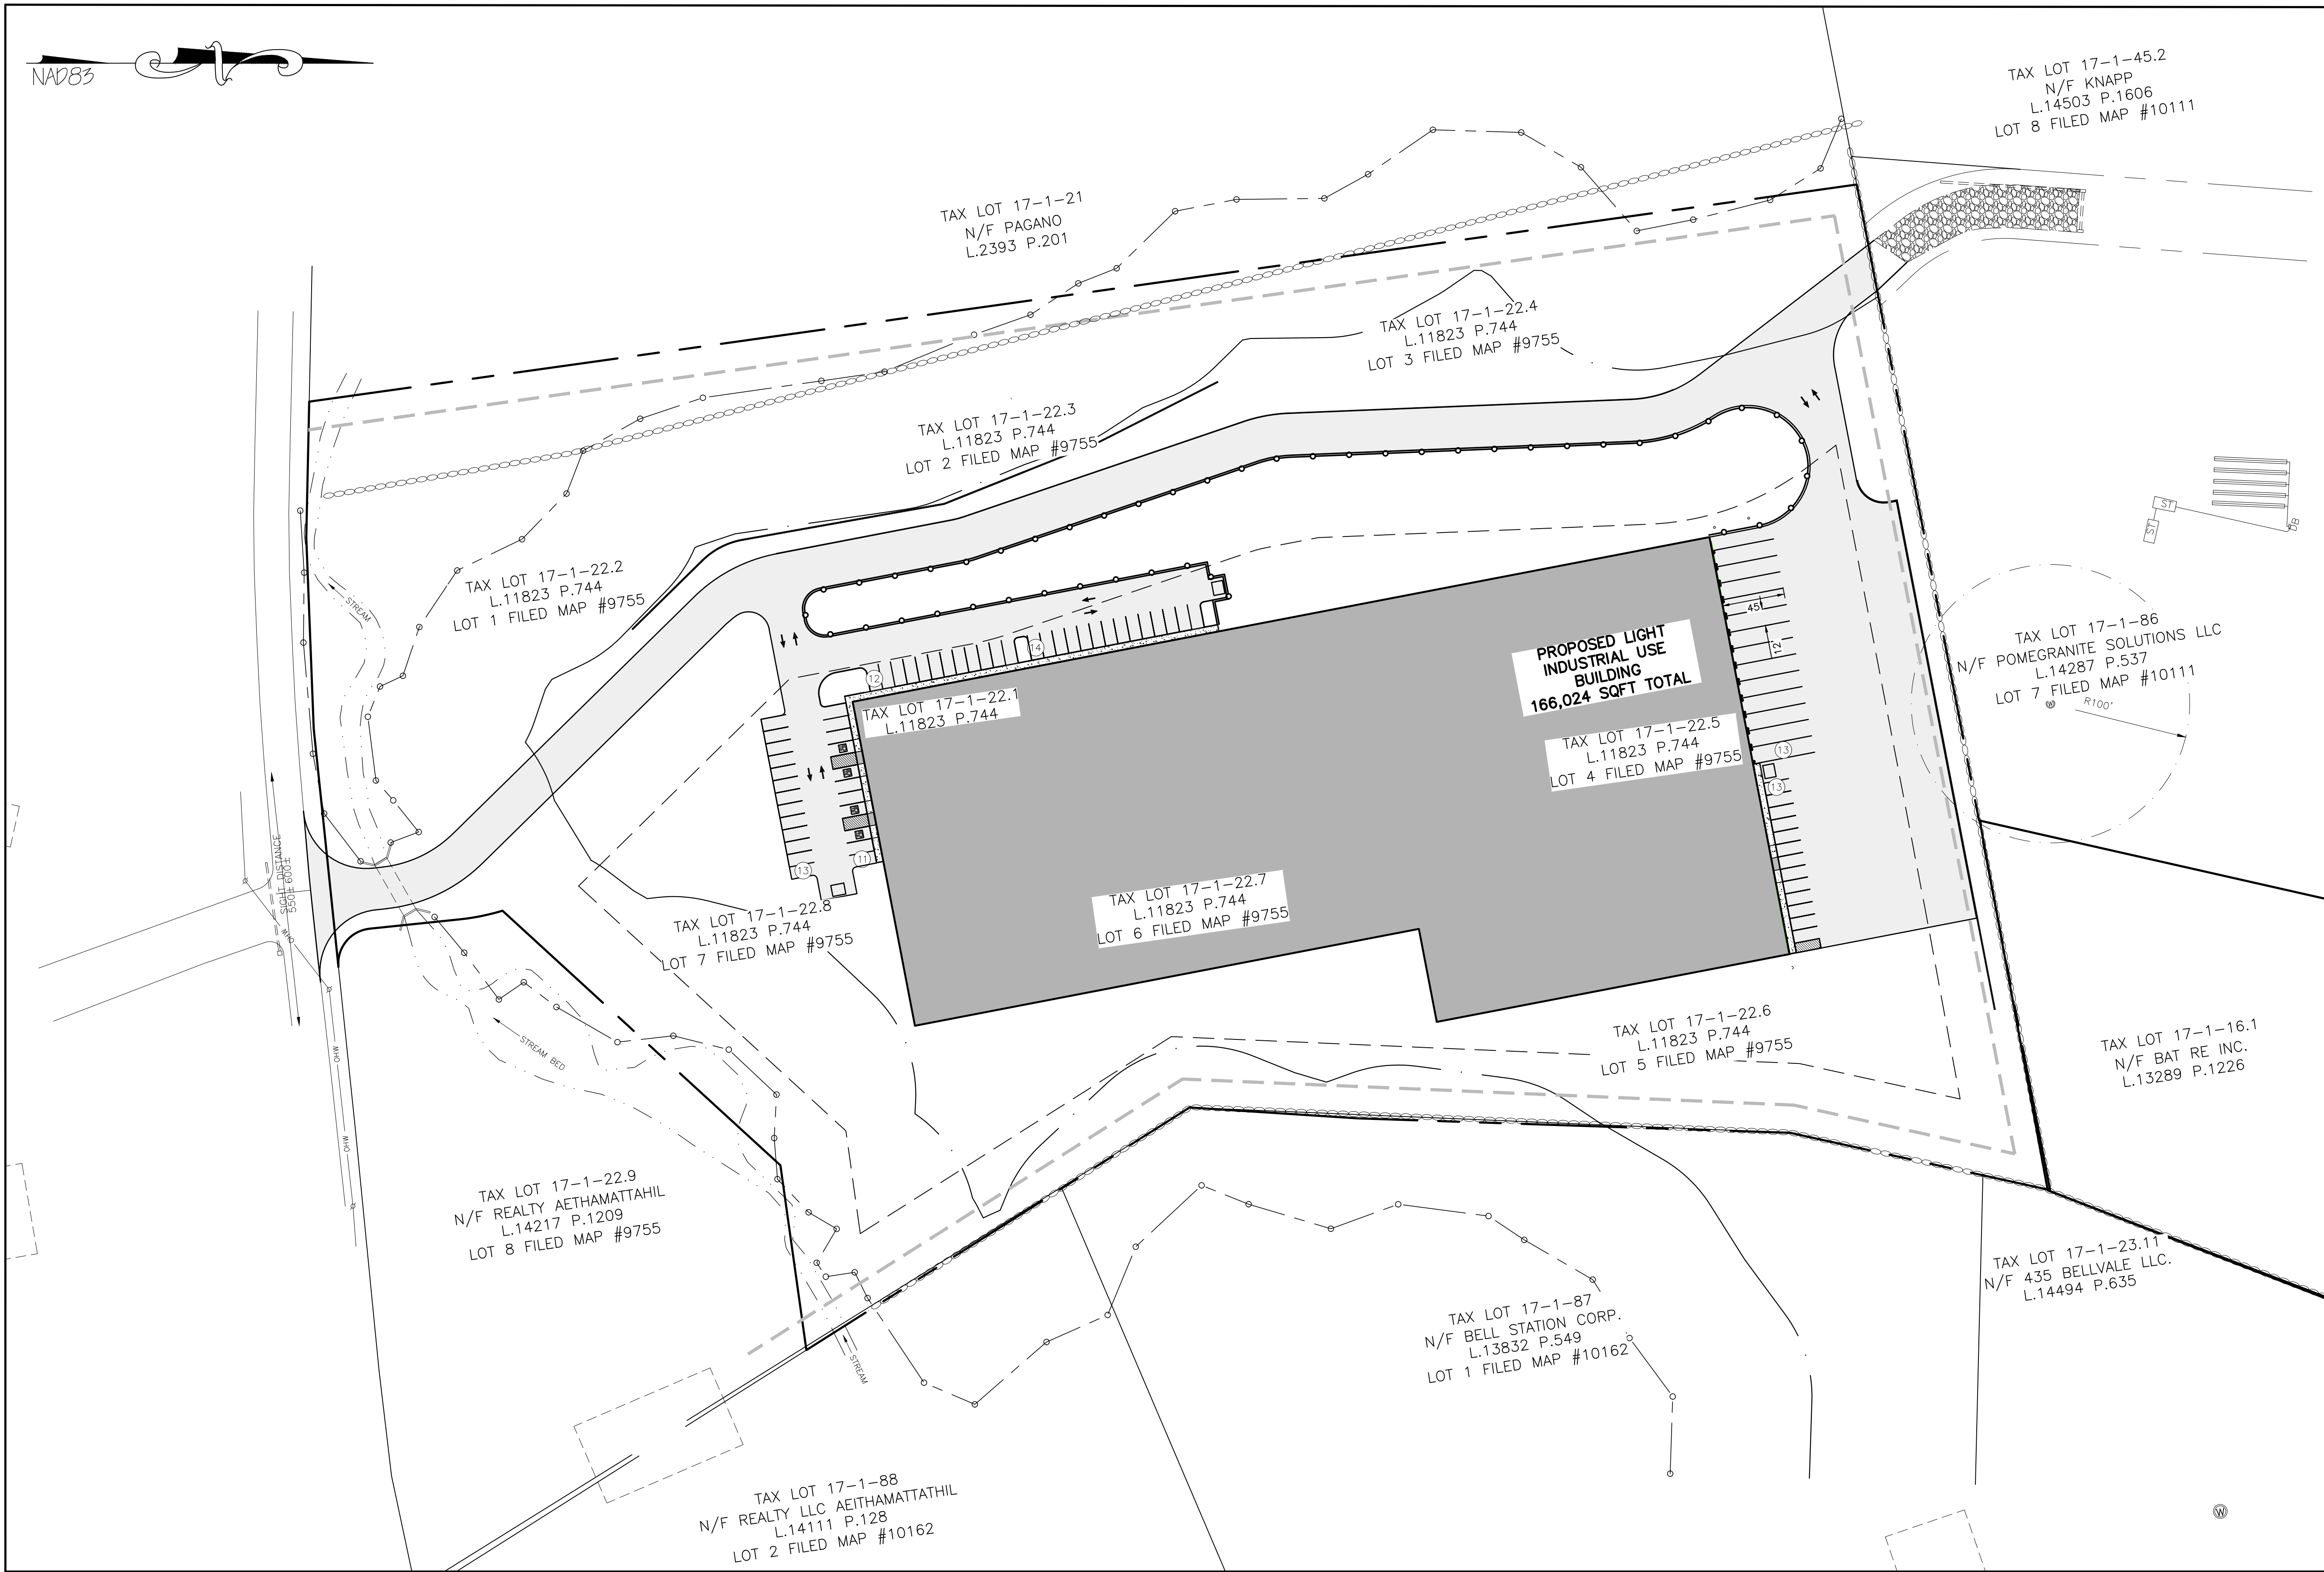 NAD83
TAX LOT 17-1-45.2
N/F KNAPP
L.14503 P.1606
LOT 8 FILED MAP #10111
TAX LOT 17-1-21
N/F PAGANO
L.2393 P.201
TAX LOT 17-1-22.4
L.11823 P.744
LOT 3 FILED MAP #9755
TAX LOT 17-1-22.3
L.11823 P.744
LOT 2 FILED MAP #9755
TAX LOT 17-1-22.2
L.11823 P.744
LOT 1 FILED MAP #9755
STREAM
ST
ST
DB
45'
12'
14
12
PROPOSED LIGHT
INDUSTRIAL USE
BUILDING
166,024 SQFT TOTAL
TAX LOT 17-1-86
N/F POMEGRANITE SOLUTIONS LLC
L.14287 P.537
LOT 7 FILED MAP #10111
W
R100'
TAX LOT 17-1-22.1
L.11823 P.744
TAX LOT 17-1-22.5
L.11823 P.744
LOT 4 FILED MAP #9755
13
13
11
13
SIGHT DISTANCE
550± 600±
OHW
TAX LOT 17-1-22.7
L.11823 P.744
LOT 6 FILED MAP #9755
TAX LOT 17-1-22.8
L.11823 P.744
LOT 7 FILED MAP #9755
STREAM BED
OHW
OHW
TAX LOT 17-1-22.6
L.11823 P.744
LOT 5 FILED MAP #9755
TAX LOT 17-1-16.1
N/F BAT RE INC.
L.13289 P.1226
TAX LOT 17-1-22.9
N/F REALTY AETHAMATTAHIL
L.14217 P.1209
LOT 8 FILED MAP #9755
TAX LOT 17-1-23.11
N/F 435 BELLVALE LLC.
L.14494 P.635
STREAM
TAX LOT 17-1-87
N/F BELL STATION CORP.
L.13832 P.549
LOT 1 FILED MAP #10162
TAX LOT 17-1-88
N/F REALTY LLC AEITHAMATTATHIL
L.14111 P.128
LOT 2 FILED MAP #10162
W